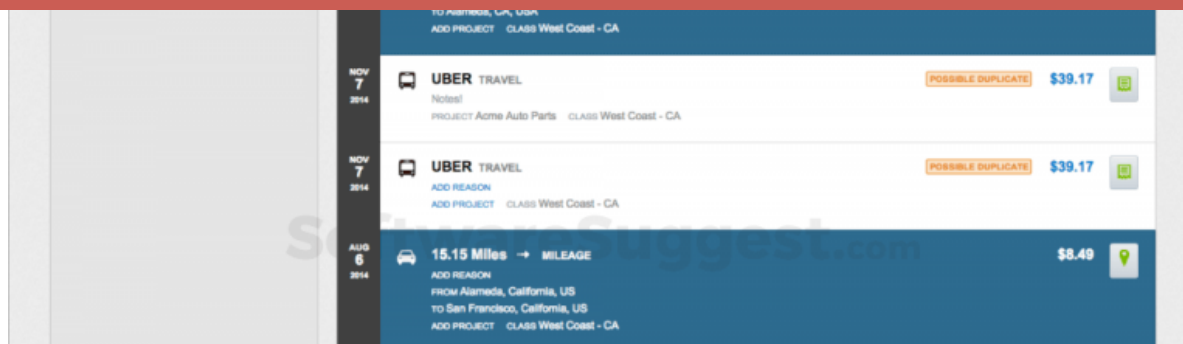 TO Alameda, CA, USA
ADD PROJECT CLASS West Coast - CA
NOV
7
2014
UBER TRAVEL
POSSIBLE DUPLICATE
$39.17
Notes!
PROJECT Acme Auto Parts CLASS West Coast - CA
NOV
7
2014
UBER TRAVEL
POSSIBLE DUPLICATE
$39.17
ADD REASON
ADD PROJECT CLASS West Coast - CA
SoftwareSuggest.com
AUG
6
2014
15.15 Miles → MILEAGE
$8.49
ADD REASON
FROM Alameda, California, US
TO San Francisco, California, US
ADD PROJECT CLASS West Coast - CA